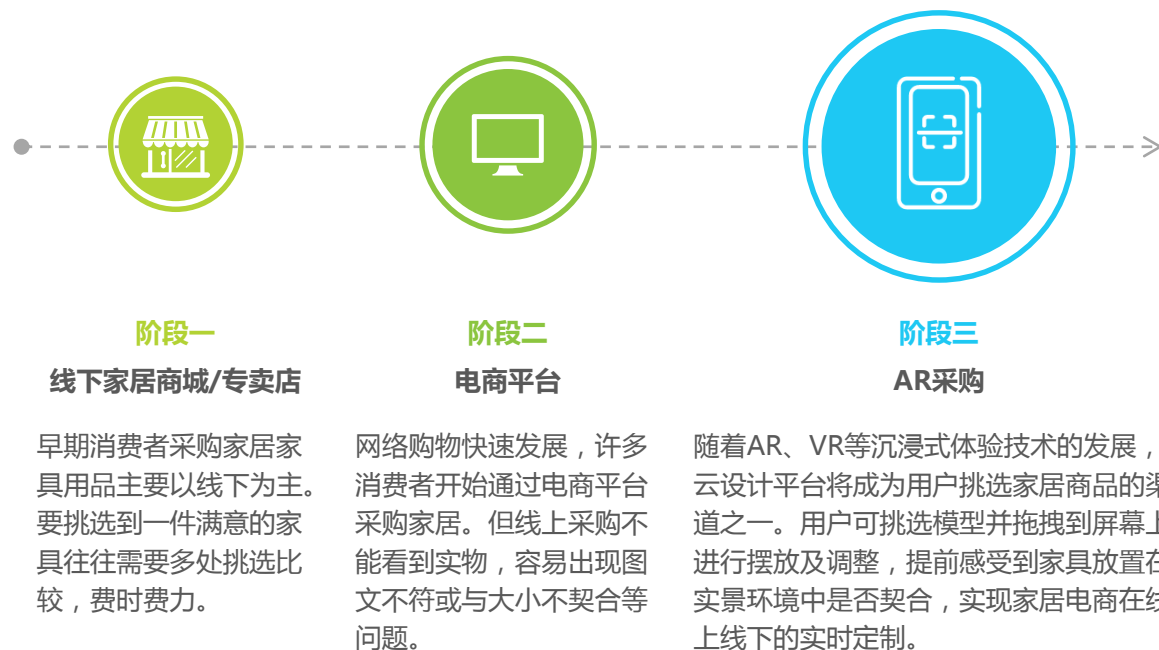 阶段一
线下家居商城/专卖店
早期消费者采购家居家
具用品主要以线下为主。
要挑选到一件满意的家
具往往需要多处挑选比
较，费时费力。
阶段二
电商平台
网络购物快速发展，许多
消费者开始通过电商平台
采购家居。但线上采购不
能看到实物，容易出现图
文不符或与大小不契合等
问题。
阶段三
AR采购
随着AR、VR等沉浸式体验技术的发展，
云设计平台将成为用户挑选家居商品的渠
道之一。用户可挑选模型并拖拽到屏幕上
进行摆放及调整，提前感受到家具放置在
实景环境中是否契合，实现家居电商在线
上线下的实时定制。